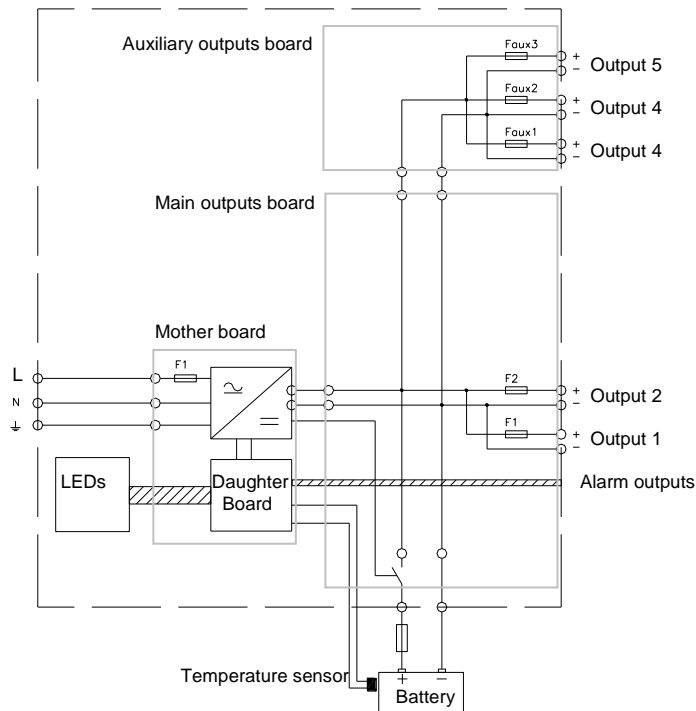 Auxiliary outputs board
Faux3
+
−
Output 5
Faux2
+
−
Output 4
Faux1
+
−
Output 4
Main outputs board
Mother board
L
F1
N
F2
+
−
Output 2
F1
+
−
Output 1
LEDs
Daughter
Board
Alarm outputs
Temperature sensor
+ −
Battery